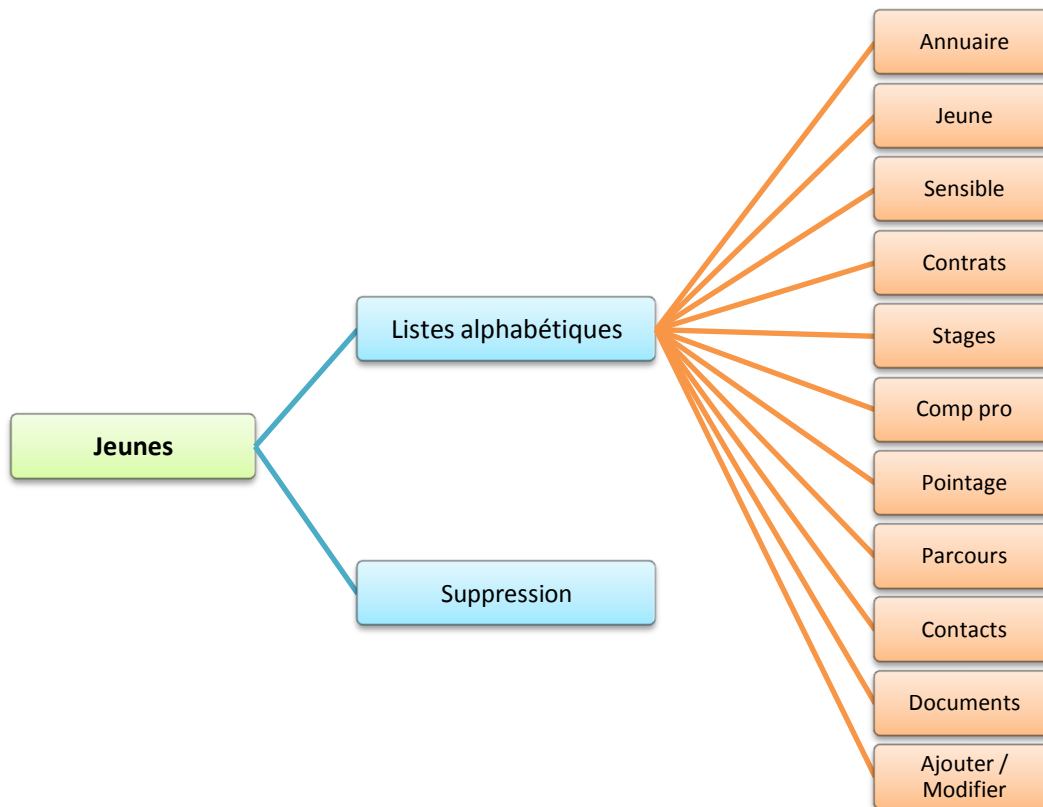 Jeunes
Listes alphabétiques
Suppression
Annuaire
Jeune
Sensible
Contrats
Stages
Comp pro
Pointage
Parcours
Contacts
Documents
Ajouter /
Modifier